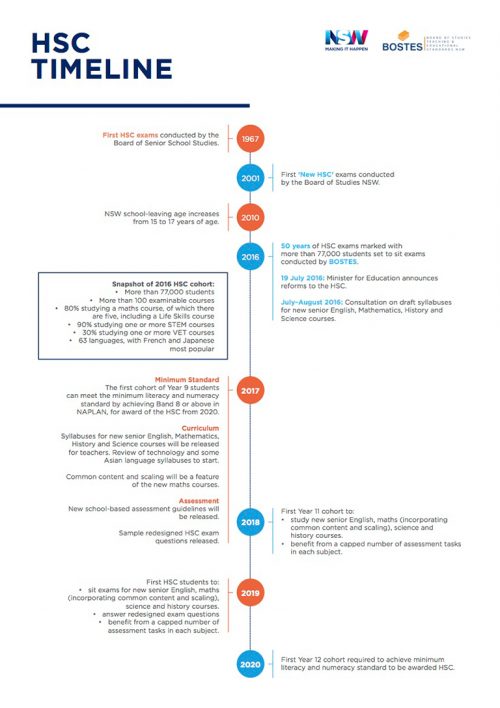 HSC
TIMELINE
NSW
MAKING IT HAPPEN
BOSTES
BOARD OF STUDIES
TEACHING &
EDUCATIONAL
STANDARDS NSW
First HSC exams conducted by the
Board of Senior School Studies.
1967
2001
First 'New HSC' exams conducted
by the Board of Studies NSW.
NSW school-leaving age increases
from 15 to 17 years of age.
2010
2016
50 years of HSC exams marked with
more than 77,000 students set to sit exams
conducted by BOSTES.
19 July 2016: Minister for Education announces
reforms to the HSC.
July–August 2016: Consultation on draft syllabuses
for new senior English, Mathematics, History and
Science courses.
Snapshot of 2016 HSC cohort:
• More than 77,000 students
• More than 100 examinable courses
• 80% studying a maths course, of which there
are five, including a Life Skills course
• 90% studying one or more STEM courses
• 30% studying one or more VET courses
• 63 languages, with French and Japanese
most popular
Minimum Standard
The first cohort of Year 9 students
can meet the minimum literacy and numeracy
standard by achieving Band 8 or above in
NAPLAN, for award of the HSC from 2020.
2017
Curriculum
Syllabuses for new senior English, Mathematics,
History and Science courses will be released
for teachers. Review of technology and some
Asian language syllabuses to start.
Common content and scaling will be a feature
of the new maths courses.
Assessment
New school-based assessment guidelines will
be released.
Sample redesigned HSC exam
questions released.
2018
First Year 11 cohort to:
• study new senior English, maths (incorporating
common content and scaling), science and
history courses.
• benefit from a capped number of assessment tasks
in each subject.
First HSC students to:
• sit exams for new senior English, maths
(incorporating common content and scaling),
science and history courses.
• answer redesigned exam questions
• benefit from a capped number of
assessment tasks in each subject.
2019
2020
First Year 12 cohort required to achieve minimum
literacy and numeracy standard to be awarded HSC.